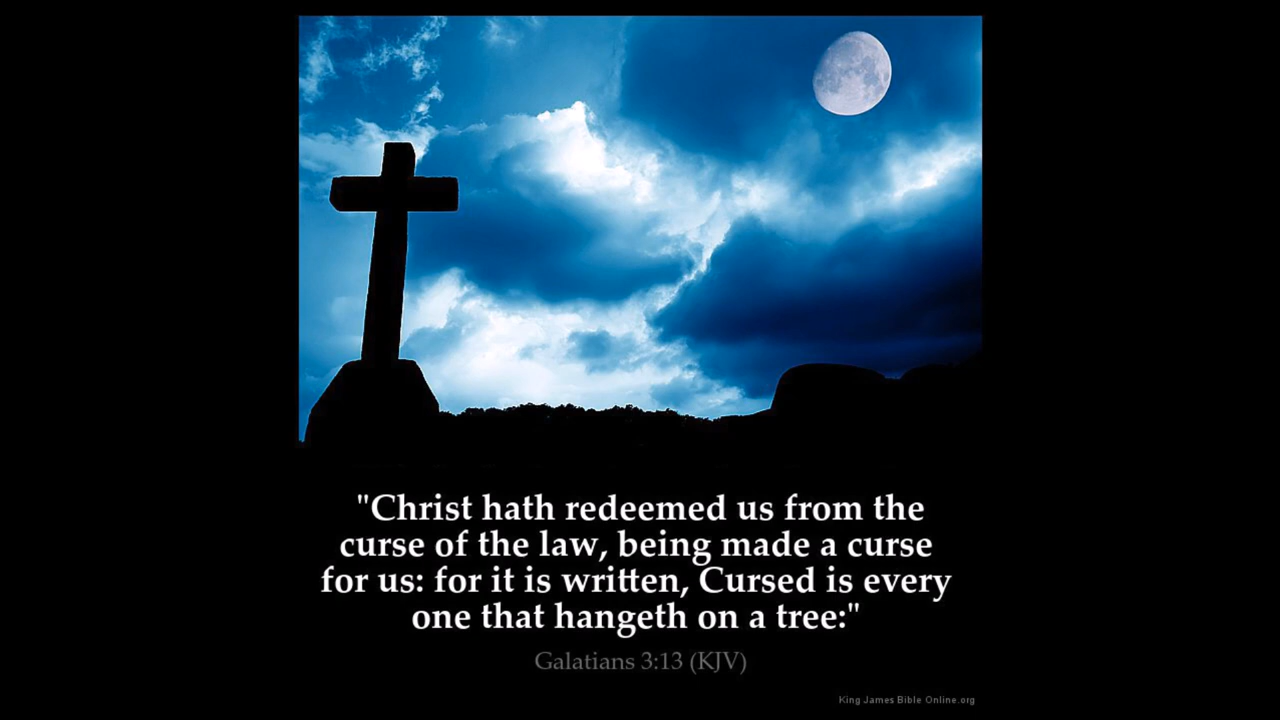 "Christ hath redeemed us from the
curse of the law, being made a curse
for us: for it is written, Cursed is every
one that hangeth on a tree:"
Galatians 3:13 (KJV)
King James Bible Online.org